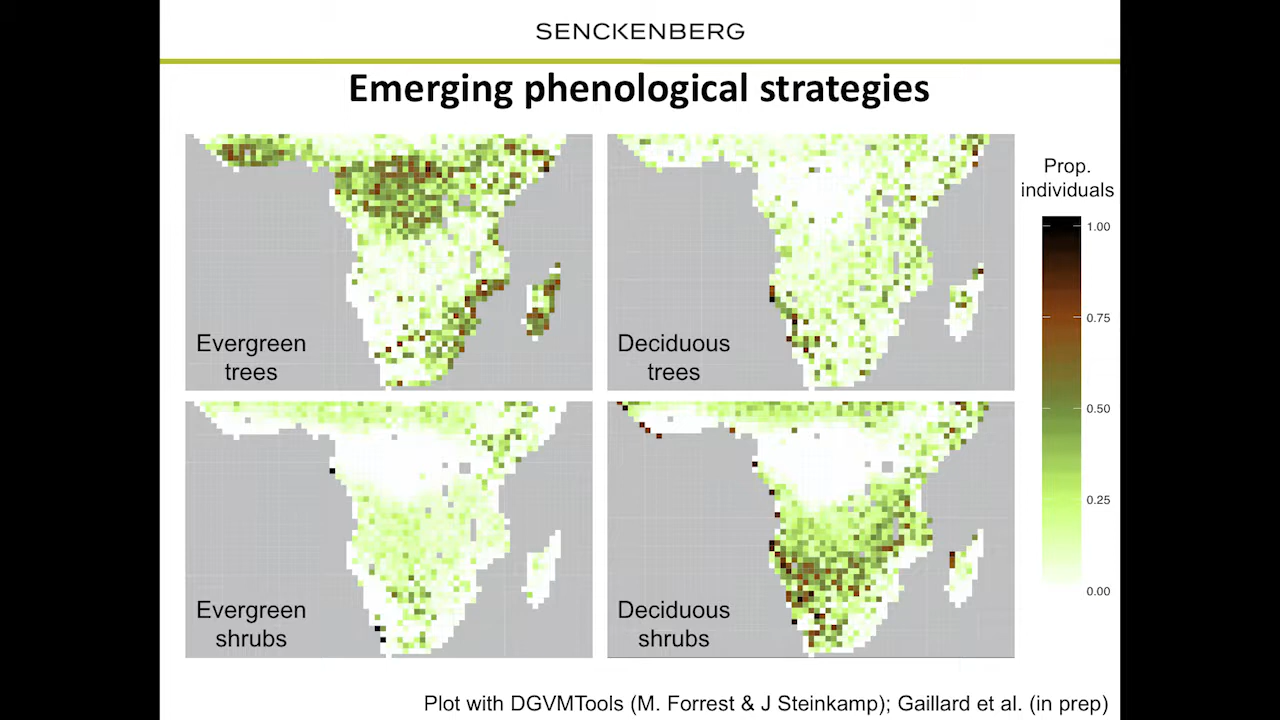 SENCKENBERG
Emerging phenological strategies
Evergreen
trees
Deciduous
trees
Evergreen
shrubs
Deciduous
shrubs
Prop.
individuals
1.00
0.75
0.50
0.25
0.00
Plot with DGVMTools (M. Forrest & J Steinkamp); Gaillard et al. (in prep)